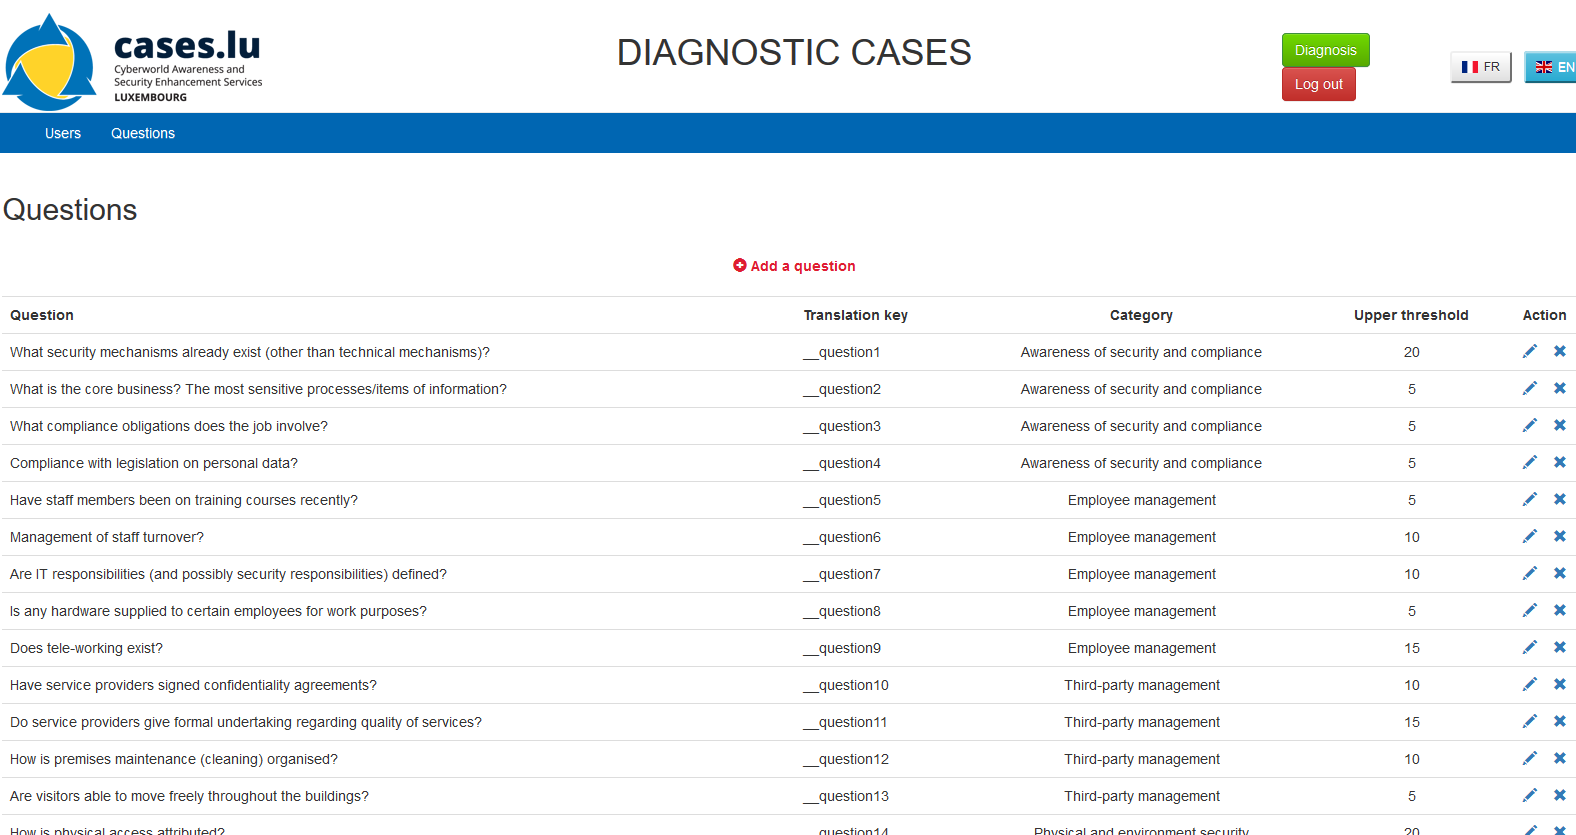 cases.lu
Cyberworld Awareness and
Security Enhancement Services
LUXEMBOURG
DIAGNOSTIC CASES
Diagnosis
Log out
FR
EN
Users Questions
Questions
Add a question
Question Translation key Category Upper threshold Action
What security mechanisms already exist (other than technical mechanisms)? __question1 Awareness of security and compliance 20
What is the core business? The most sensitive processes/items of information? __question2 Awareness of security and compliance 5
What compliance obligations does the job involve? __question3 Awareness of security and compliance 5
Compliance with legislation on personal data? __question4 Awareness of security and compliance 5
Have staff members been on training courses recently? __question5 Employee management 5
Management of staff turnover? __question6 Employee management 10
Are IT responsibilities (and possibly security responsibilities) defined? __question7 Employee management 10
Is any hardware supplied to certain employees for work purposes? __question8 Employee management 5
Does tele-working exist? __question9 Employee management 15
Have service providers signed confidentiality agreements? __question10 Third-party management 10
Do service providers give formal undertaking regarding quality of services? __question11 Third-party management 15
How is premises maintenance (cleaning) organised? __question12 Third-party management 10
Are visitors able to move freely throughout the buildings? __question13 Third-party management 5
How is physical access attributed? __question14 Physical and environment security 20